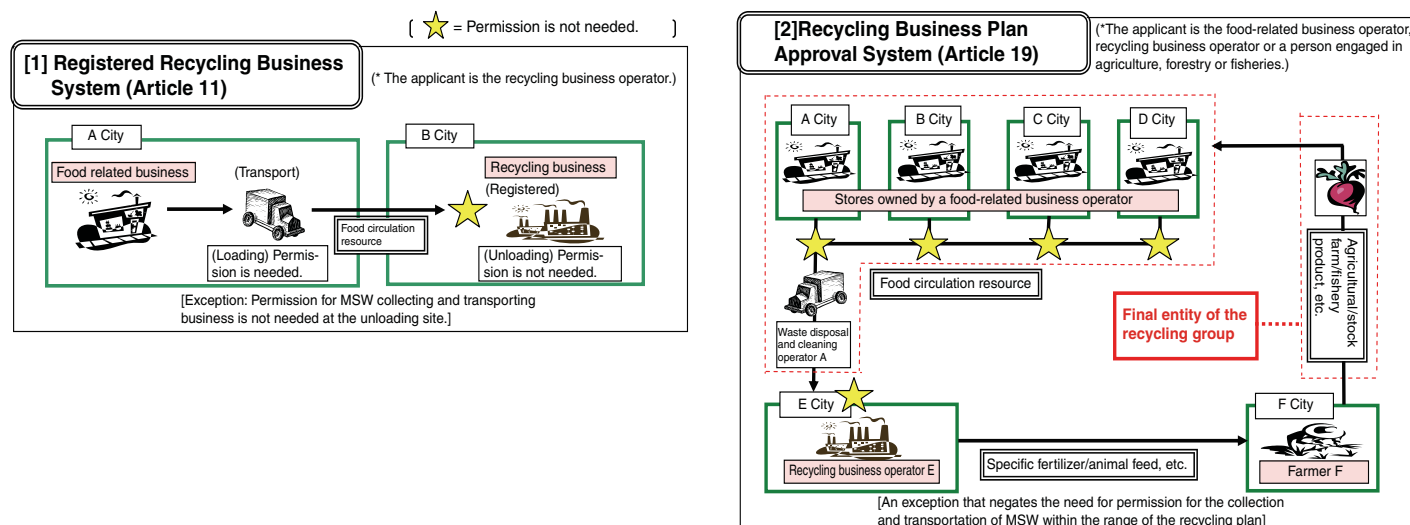 ( ☆ = Permission is not needed. )
[1] Registered Recycling Business
System (Article 11)
(* The applicant is the recycling business operator.)
A City
Food related business
(Transport)
(Loading) Permis-
sion is needed.
Food circulation
resource
B City
Recycling business
(Registered)
(Unloading) Permis-
sion is not needed.
[Exception: Permission for MSW collecting and transporting
business is not needed at the unloading site.]
[2]Recycling Business Plan
Approval System (Article 19)
(*The applicant is the food-related business operator,
recycling business operator or a person engaged in
agriculture, forestry or fisheries.)
A City
B City
C City
D City
Stores owned by a food-related business operator
Food circulation resource
Waste disposal
and cleaning
operator A
Final entity of the
recycling group
Agricultural/stock
farm/fishery
product, etc.
E City
Recycling business operator E
Specific fertilizer/animal feed, etc.
F City
Farmer F
[An exception that negates the need for permission for the collection
and transportation of MSW within the range of the recycling plan]